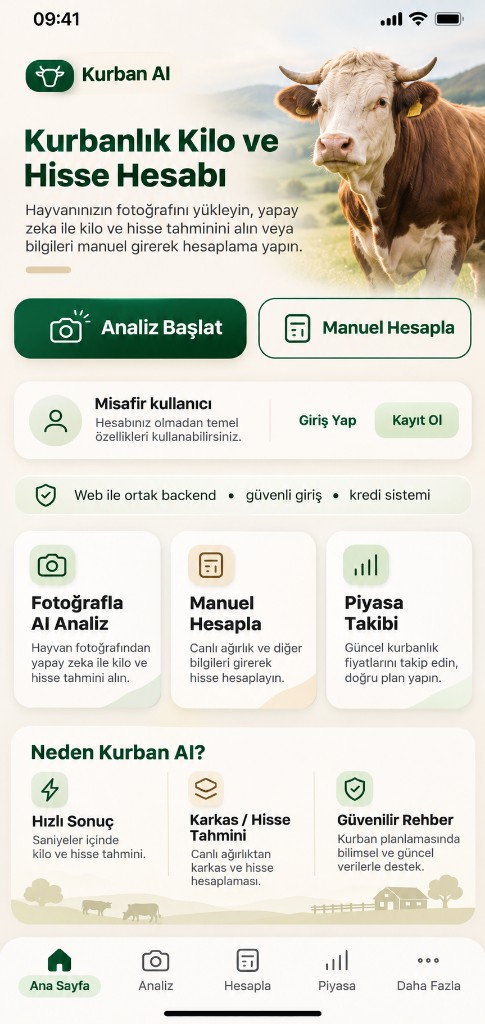 09:41
Kurban AI
Kurbanlık Kilo ve
Hisse Hesabı
Hayvanınızın fotoğrafını yükleyin, yapay
zeka ile kilo ve hisse tahminini alın veya
bilgileri manuel girerek hesaplama yapın.
Analiz Başlat
Manuel Hesapla
Misafir kullanıcı
Hesabınız olmadan temel
özellikleri kullanabilirsiniz.
Giriş Yap
Kayıt Ol
Web ile ortak backend • güvenli giriş • kredi sistemi
Fotoğrafla
AI Analiz
Hayvan fotoğrafından
yapay zeka ile kilo ve
hisse tahmini alın.
Manuel
Hesapla
Canlı ağırlık ve diğer
bilgileri girerek
hisse hesaplayın.
Piyasa
Takibi
Güncel kurbanlık
fiyatlarını takip edin,
doğru plan yapın.
Neden Kurban AI?
Hızlı Sonuç
Saniyeler içinde
kilo ve hisse tahmini.
Karkas / Hisse
Tahmini
Canlı ağırlıktan
karkas ve hisse
hesaplaması.
Güvenilir Rehber
Kurban planlamasında
bilimsel ve güncel
verilerle destek.
Ana Sayfa
Analiz
Hesapla
Piyasa
Daha Fazla